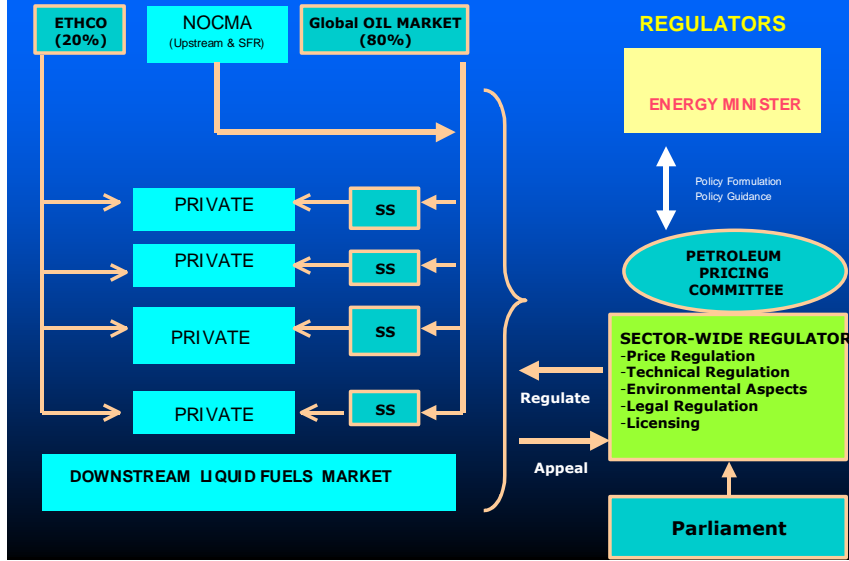 ETHCO
(20%)
NOCMA
(Upstream & SFR)
Global OIL MARKET
(80%)
REGULATORS
ENERGY MINISTER
Policy Formulation
Policy Guidance
PRIVATE
SS
PRIVATE
SS
PRIVATE
SS
PRIVATE
SS
PETROLEUM
PRICING
COMMITTEE
SECTOR-WIDE REGULATOR
-Price Regulation
-Technical Regulation
-Environmental Aspects
-Legal Regulation
-Licensing
Regulate
Appeal
DOWNSTREAM LIQUID FUELS MARKET
Parliament